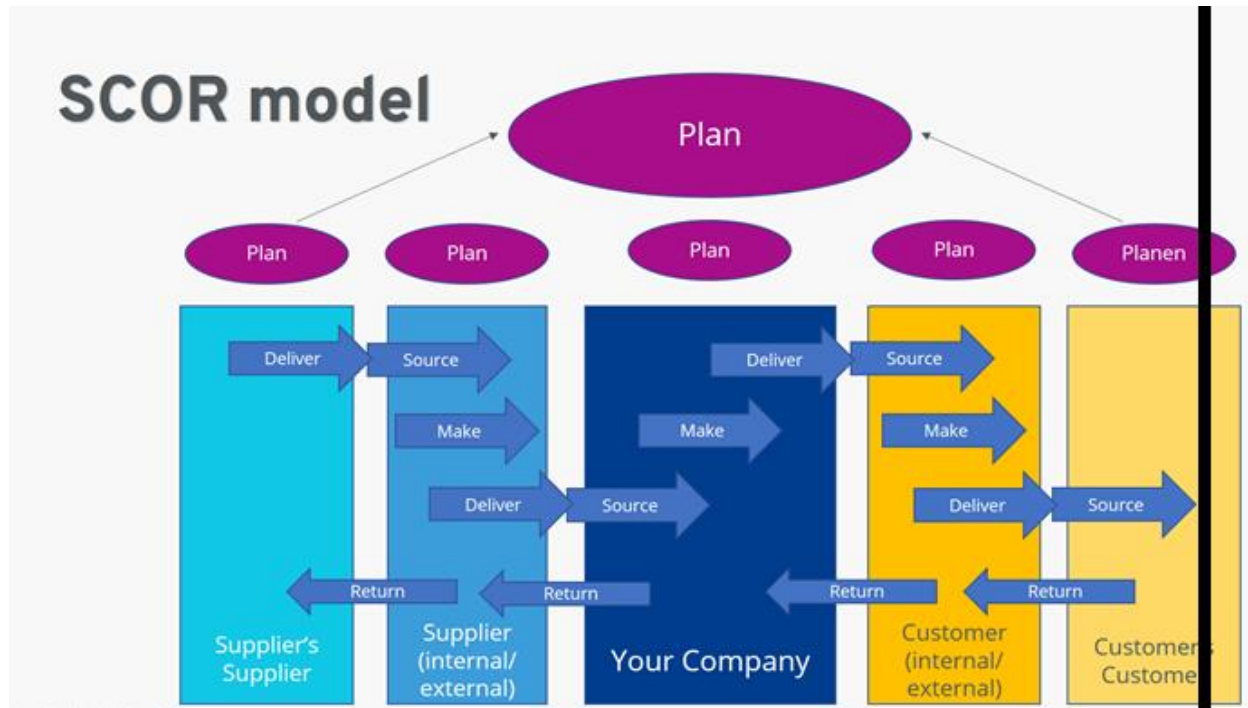 SCOR model
Plan
Plan
Plan
Plan
Plan
Planen
Deliver
Source
Deliver
Source
Make
Make
Make
Deliver
Source
Deliver
Source
Return
Return
Return
Return
Supplier's
Supplier
Supplier
(internal/
external)
Your Company
Customer
(internal/
external)
Customer